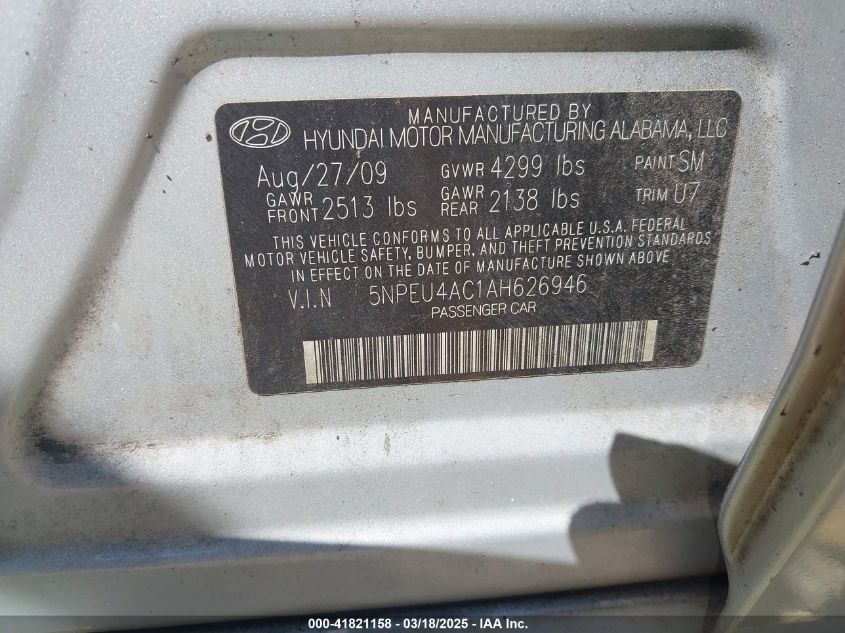 MANUFACTURED BY
HYUNDAI MOTOR MANUFACTURING ALABAMA, LLC
Aug/27/09 GVWR 4299 lbs PAINT SM
GAWR FRONT 2513 lbs GAWR REAR 2138 lbs TRIM U7
THIS VEHICLE CONFORMS TO ALL APPLICABLE U.S.A. FEDERAL
MOTOR VEHICLE SAFETY, BUMPER, AND THEFT PREVENTION STANDARDS
IN EFFECT ON THE DATE OF MANUFACTURE SHOWN ABOVE
V.I.N 5NPEU4AC1AH626946
PASSENGER CAR
000-41821158 - 03/18/2025 - IAAI.COM